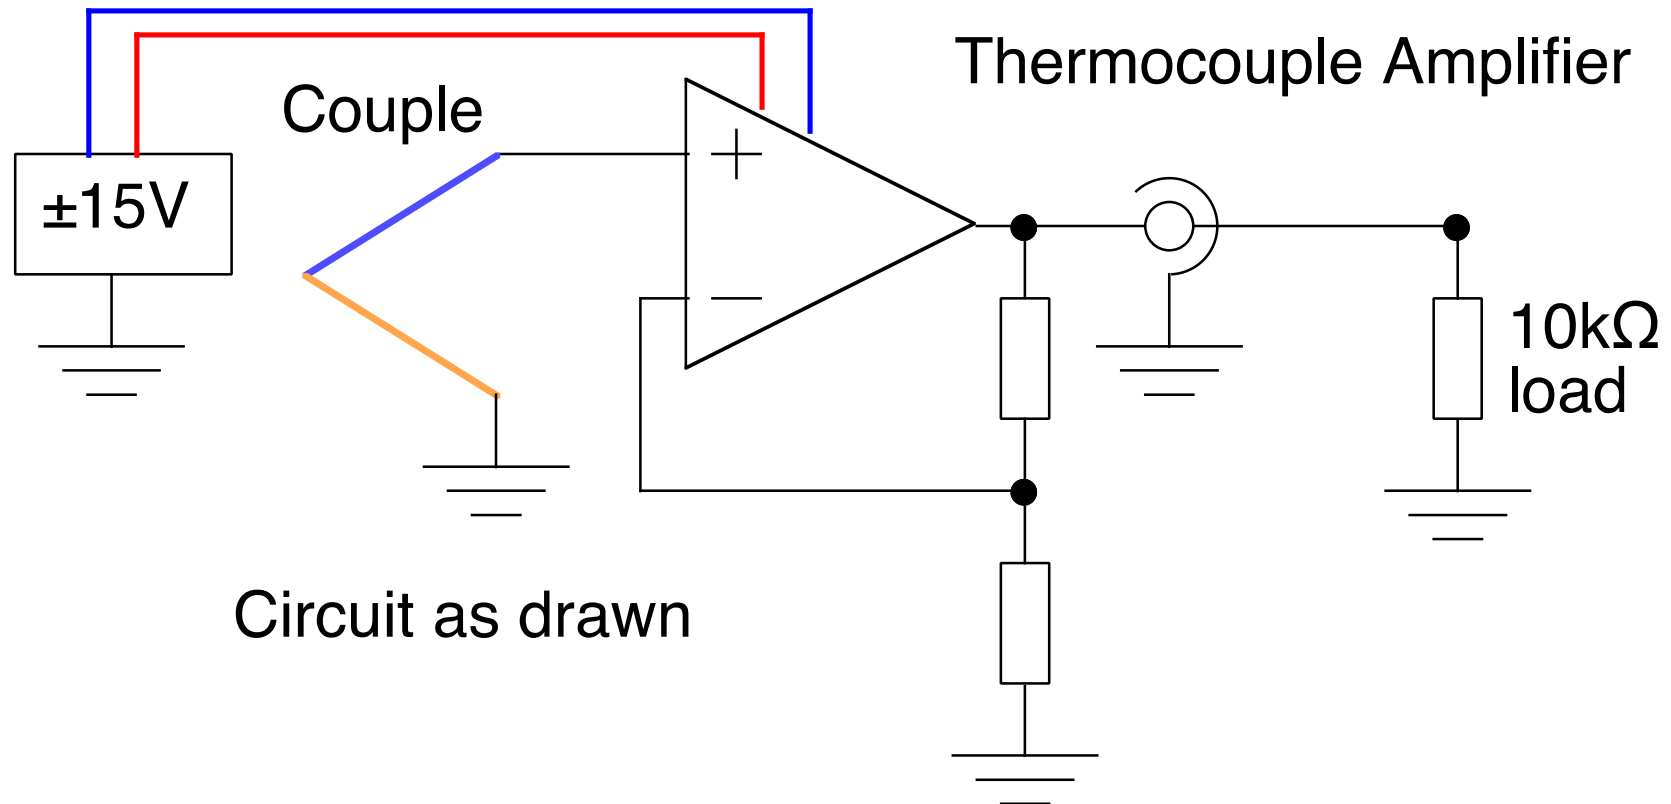 Thermocouple Amplifier
Couple
±15V
+
−
10kΩ
load
Circuit as drawn